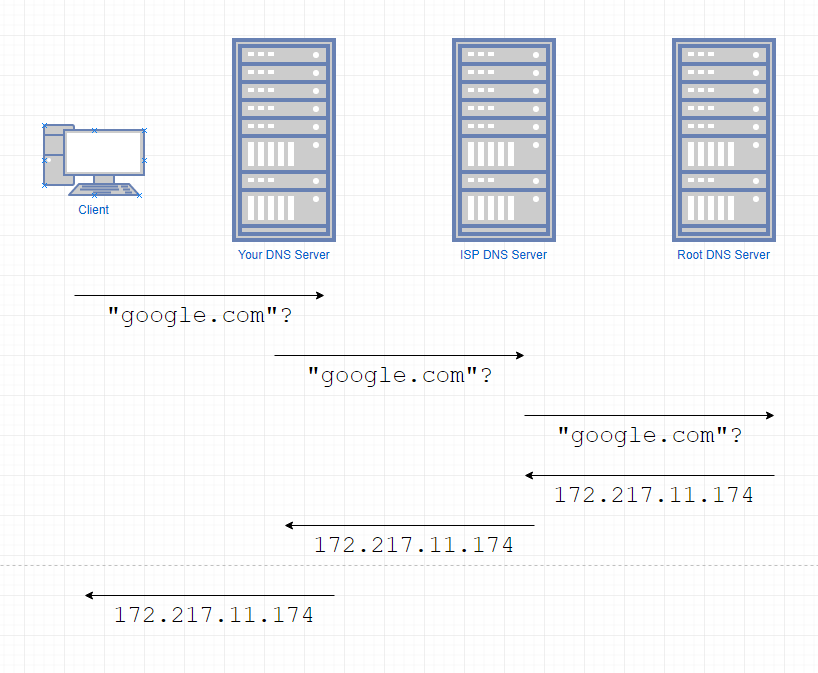 Client
Your DNS Server
ISP DNS Server
Root DNS Server
"google.com"?
"google.com"?
"google.com"?
172.217.11.174
172.217.11.174
172.217.11.174